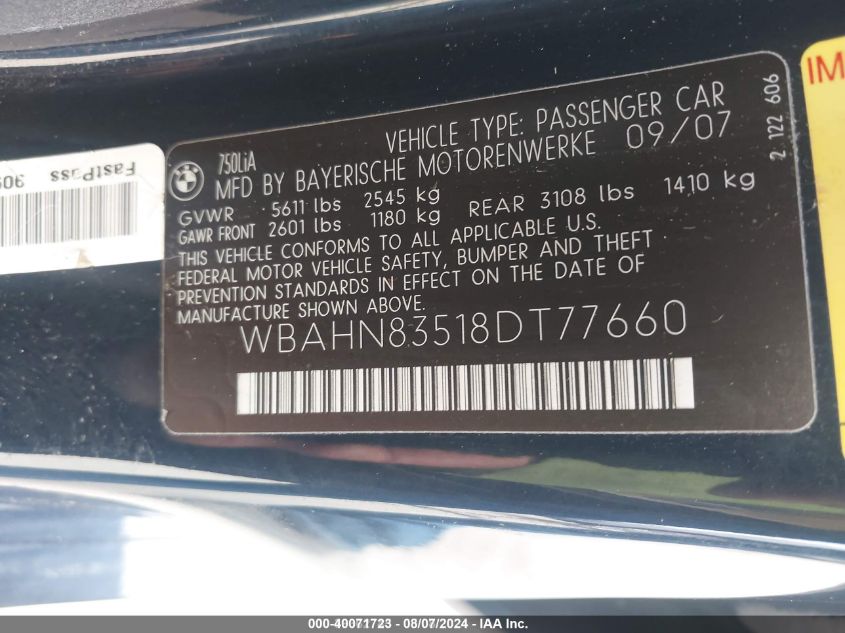 750LiA
VEHICLE TYPE: PASSENGER CAR
MFD BY BAYERISCHE MOTORENWERKE 09/07
GVWR 5611 lbs 2545 kg
GAWR FRONT 2601 lbs 1180 kg REAR 3108 lbs 1410 kg
THIS VEHICLE CONFORMS TO ALL APPLICABLE U.S.
FEDERAL MOTOR VEHICLE SAFETY, BUMPER AND THEFT
PREVENTION STANDARDS IN EFFECT ON THE DATE OF
MANUFACTURE SHOWN ABOVE.
WBAHN83518DT77660
2 122 606
BMW
FastPass 309
IM
000-40071723 - 08/07/2024 - IAA Inc.